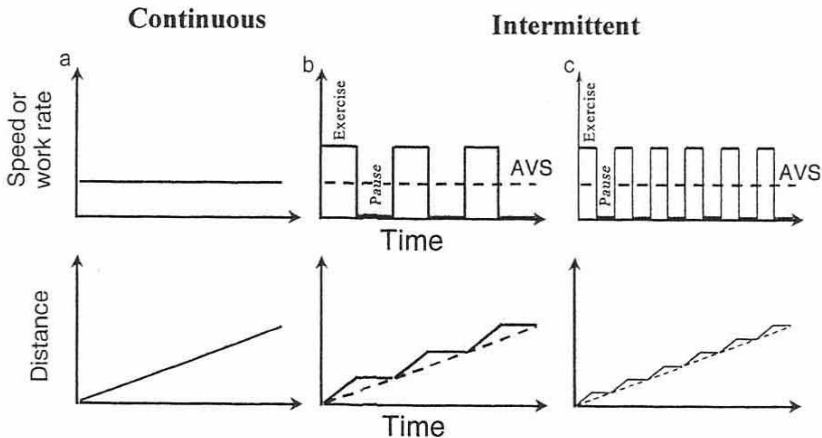 Continuous
Intermittent
a
b
c
Speed or
work rate
Exercise
Pause
AVS
Exercise
Pause
AVS
Time
Distance
Time